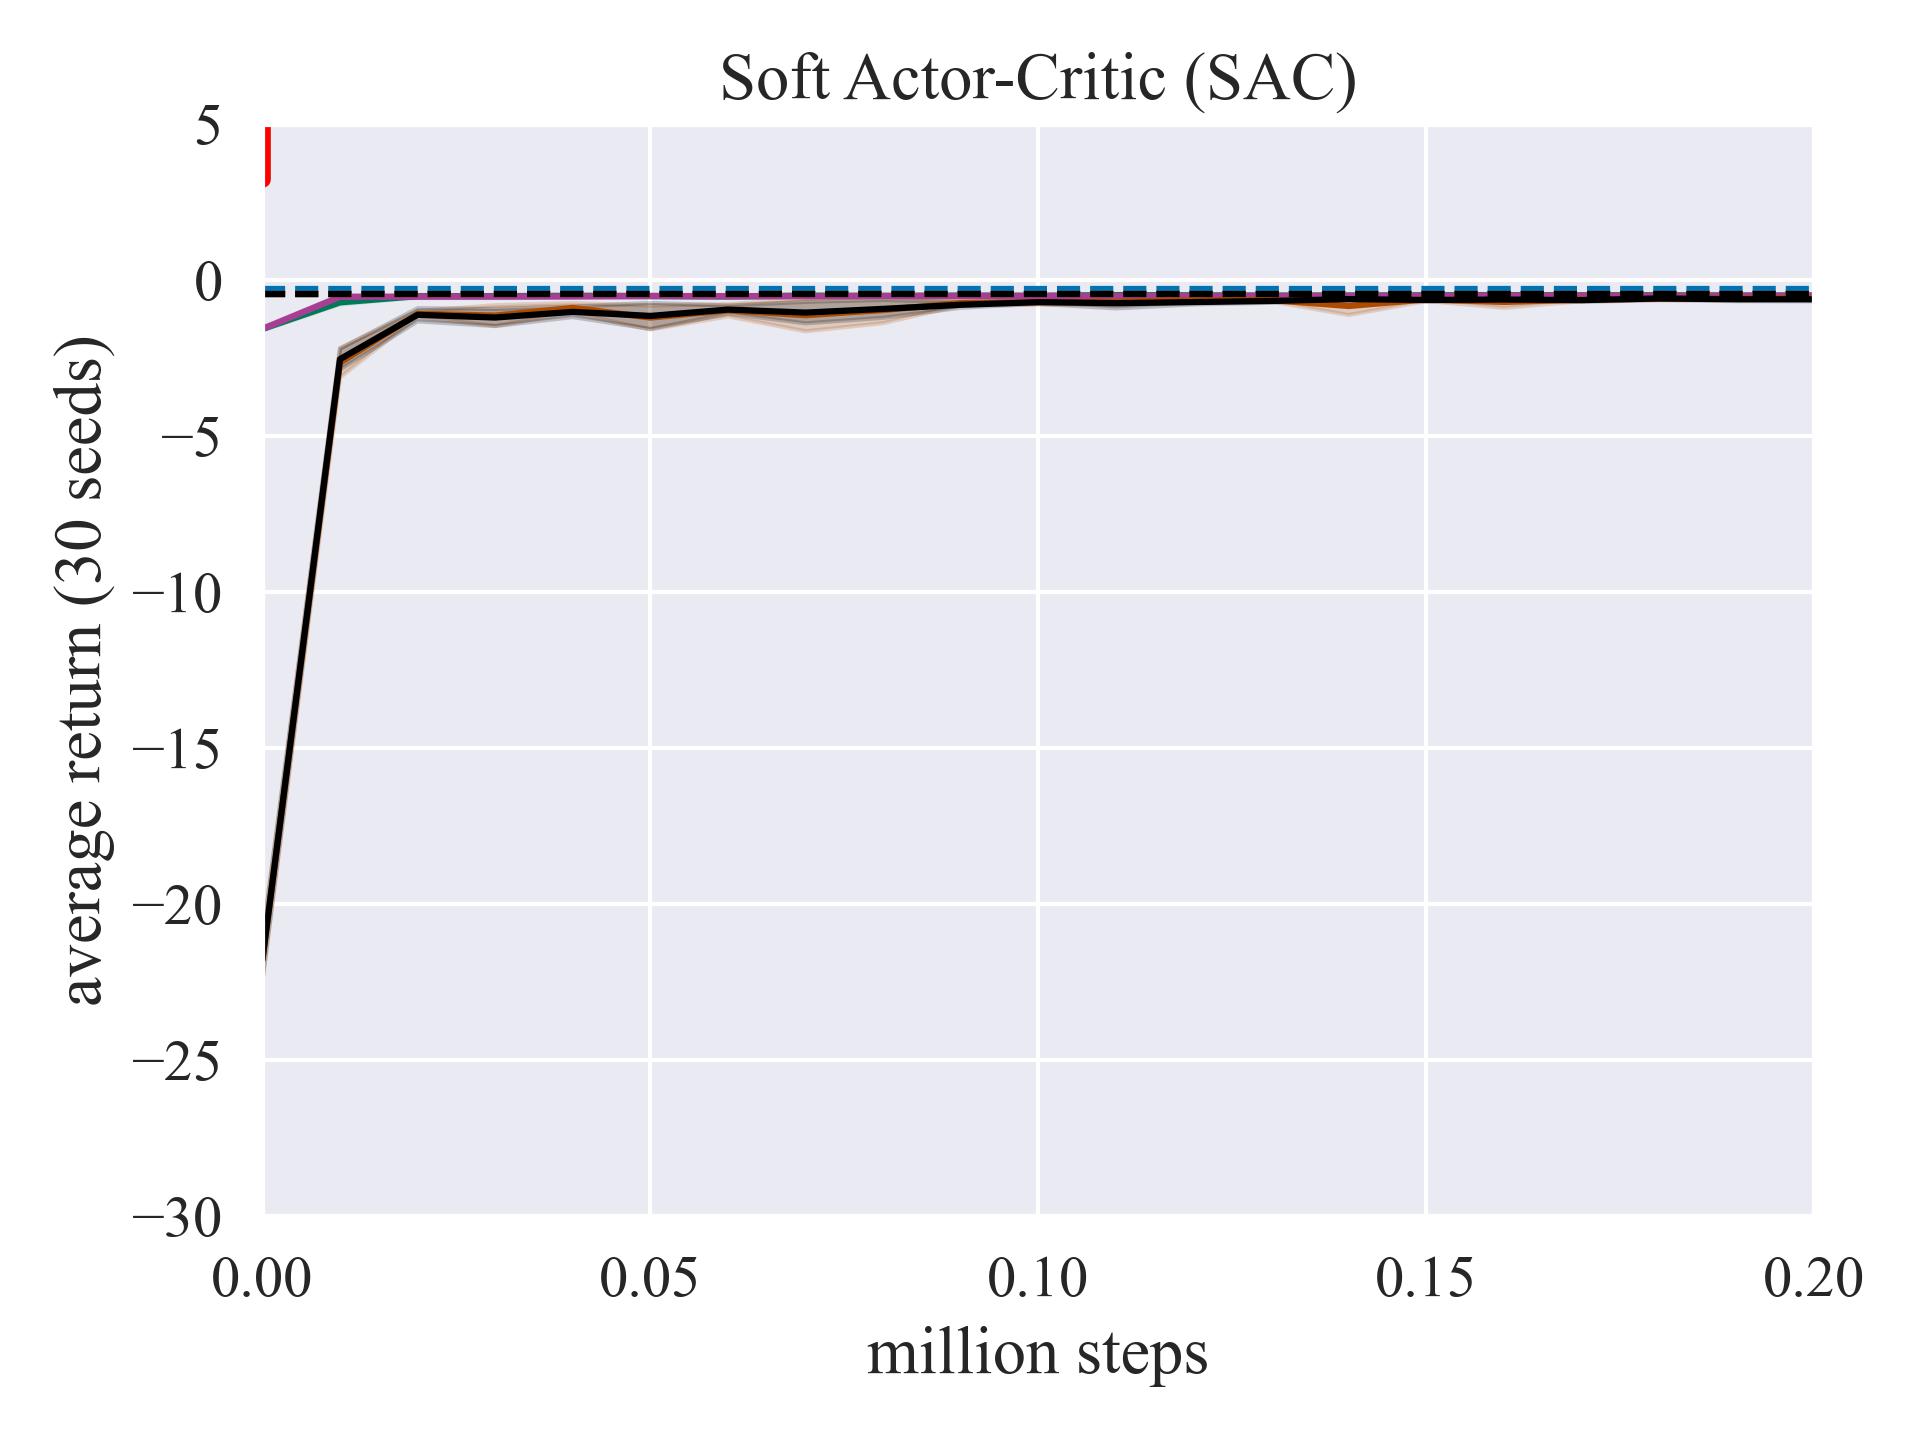 Soft Actor-Critic (SAC)
5
0
−5
−10
−15
−20
−25
−30
average return (30 seeds)
0.00 0.05 0.10 0.15 0.20
million steps